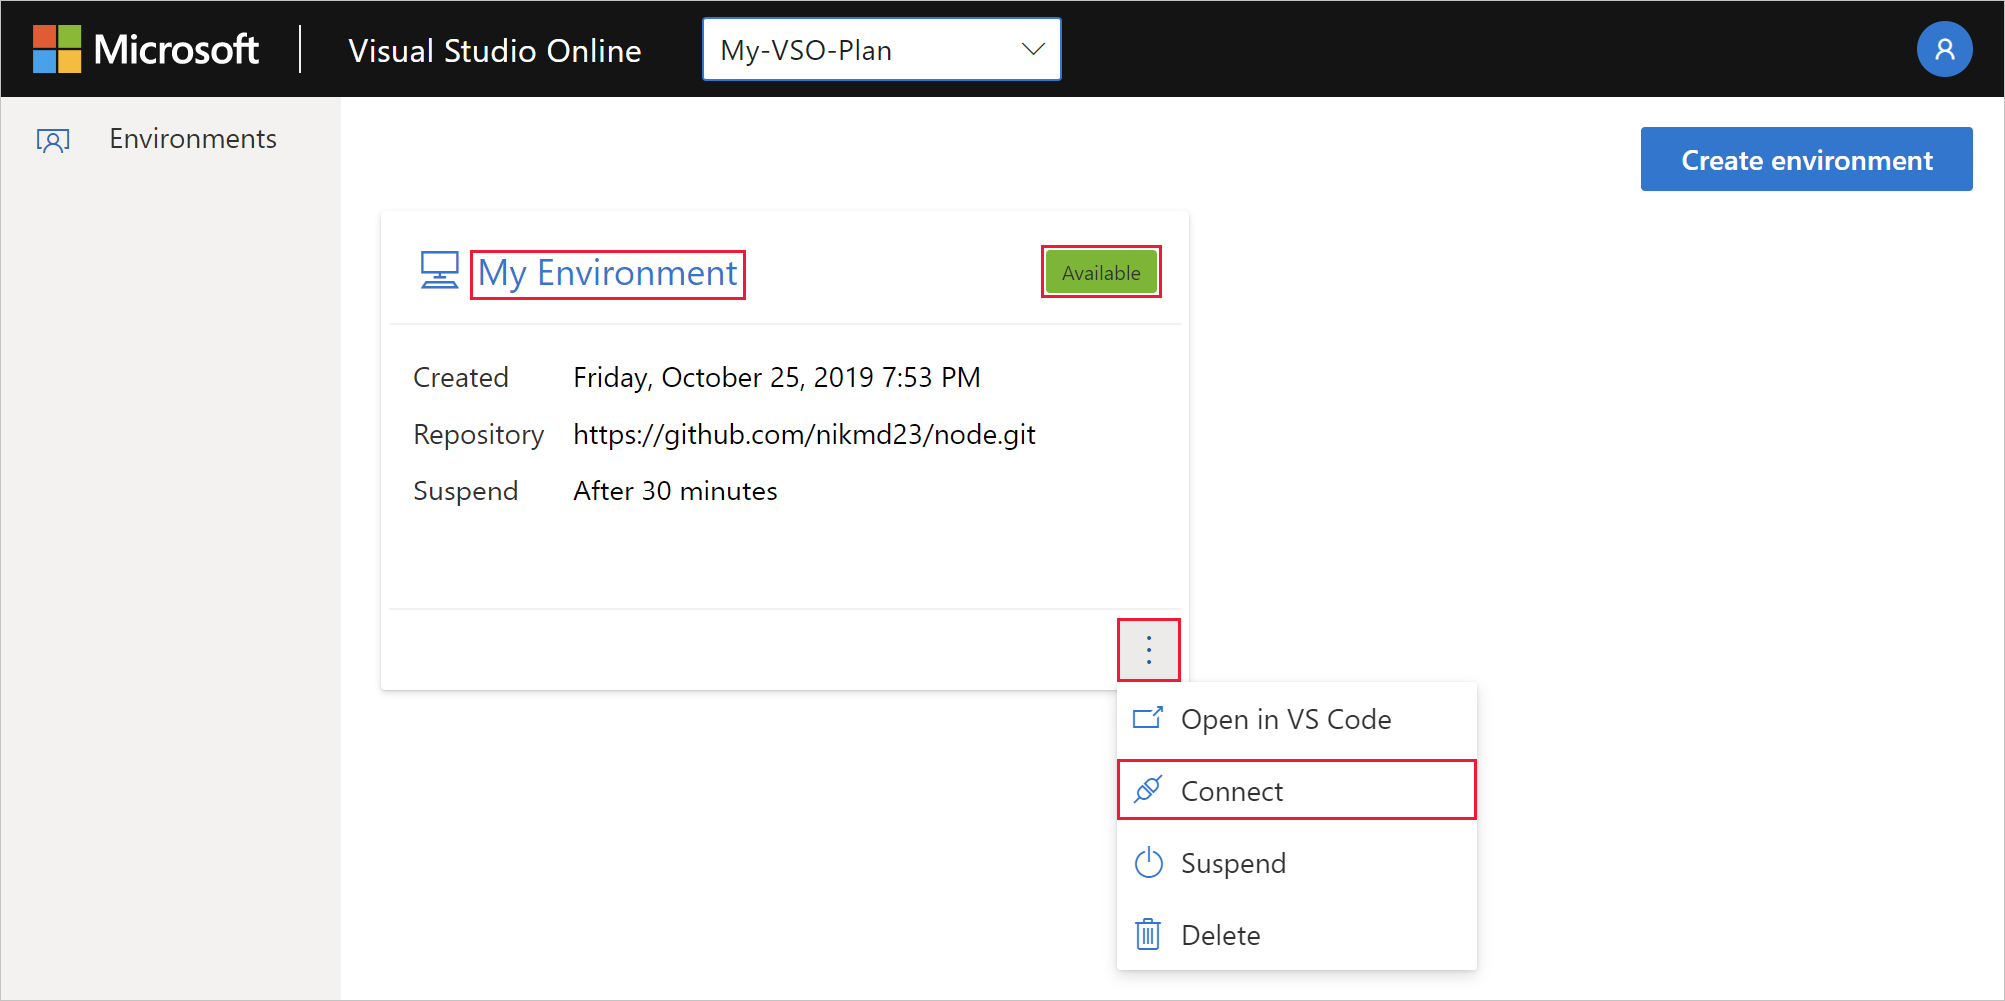 Microsoft
Visual Studio Online
My-VSO-Plan
Environments
Create environment
My Environment
Available
Created Friday, October 25, 2019 7:53 PM
Repository https://github.com/nikmd23/node.git
Suspend After 30 minutes
Open in VS Code
Connect
Suspend
Delete